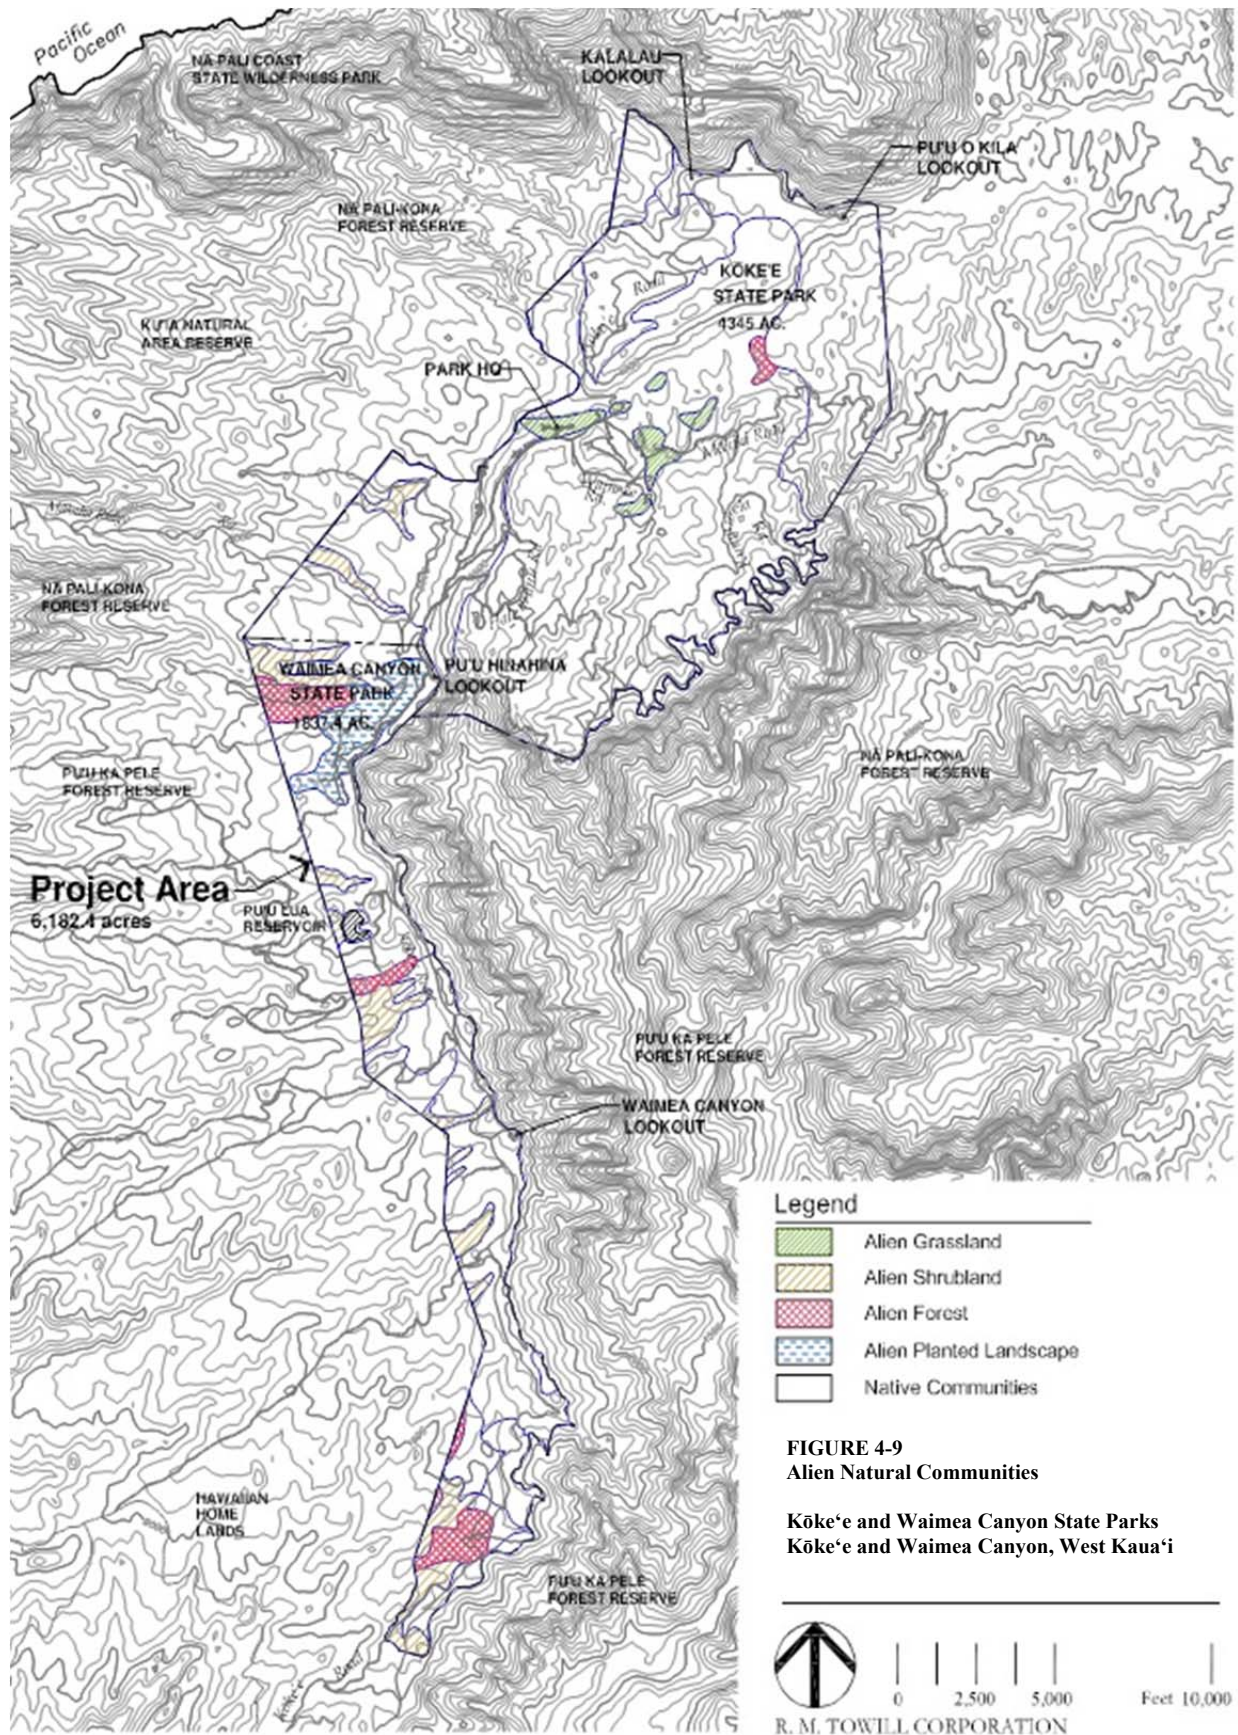 Pacific
Ocean
NA PALI COAST
STATE WILDERNESS PARK
KALALAU
LOOKOUT
PU'U O KILA
LOOKOUT
NA PALI-KONA
FOREST RESERVE
KOKE'E
STATE PARK
4345 AC.
Road
KU'IA NATURAL
AREA RESERVE
PARK HQ
Road
NA PALI-KONA
FOREST RESERVE
WAIMEA CANYON
STATE PARK
1837.4 AC.
PU'U HINAHINA
LOOKOUT
PU'U KA PELE
FOREST RESERVE
NA PALI-KONA
FOREST RESERVE
Project Area
6,182.4 acres
PU'U LUA
RESERVOIR
PU'U KA PELE
FOREST RESERVE
WAIMEA CANYON
LOOKOUT
Legend
Alien Grassland
Alien Shrubland
Alien Forest
Alien Planted Landscape
Native Communities
FIGURE 4-9
Alien Natural Communities
Kōke‘e and Waimea Canyon State Parks
Kōke‘e and Waimea Canyon, West Kaua‘i
HAWAIIAN
HOME
LANDS
PU'U KA PELE
FOREST RESERVE
Road
0 2,500 5,000 Feet 10,000
R. M. TOWILL CORPORATION